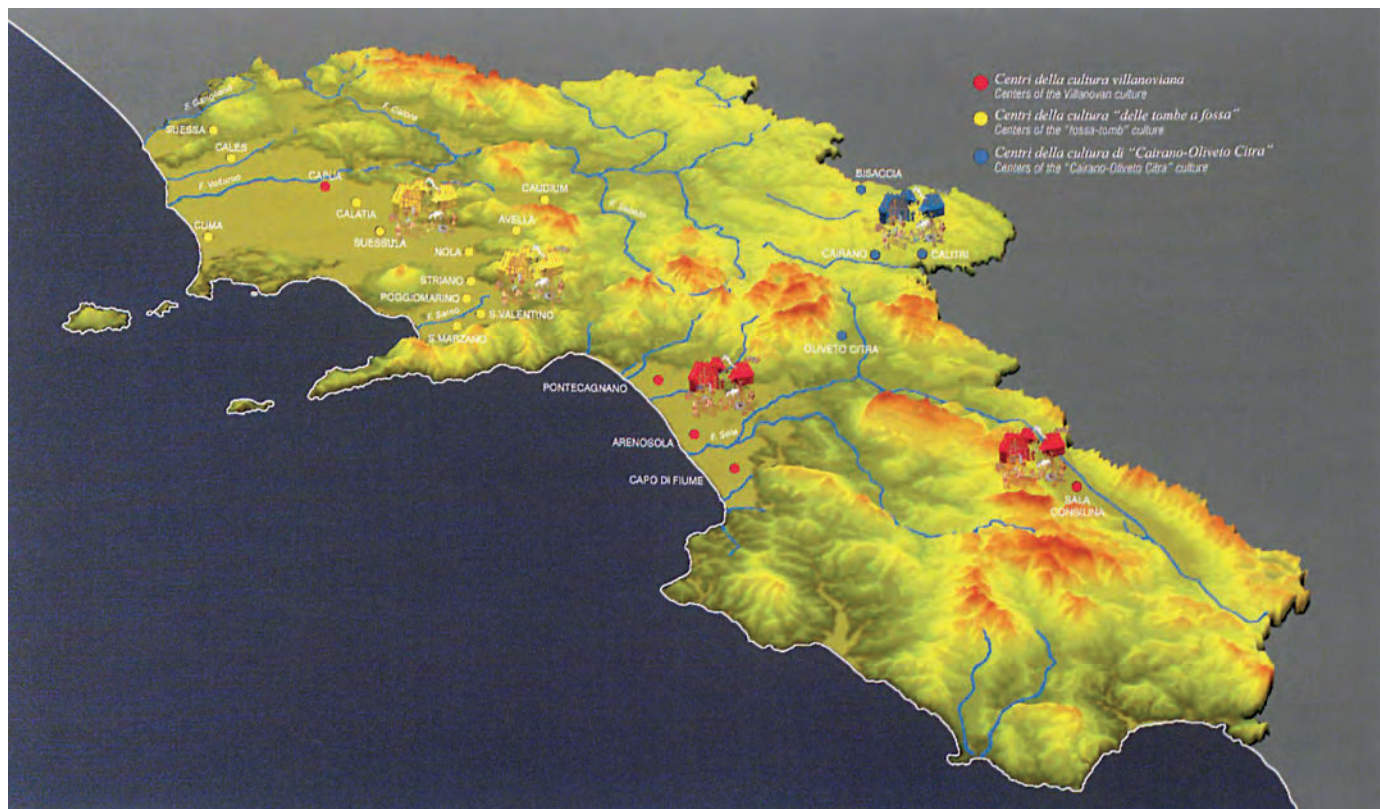 Centri della cultura villanoviana
Centers of the Villanovan culture
Centri della cultura "delle tombe a fossa"
Centers of the "fossa-tomb" culture
Centri della cultura di "Cairano-Oliveto Citra"
Centers of the "Cairano-Oliveto Citra" culture
F. Garigliano
SUESSA
F. Calore
CALES
F. Volturno
CAPUA
BISACCIA
CAUDIUM
CALATIA
F. Sabato
CUMA
SUESSULA
AVELLA
NOLA
CAIRANO
CALITRI
STRIANO
POGGIOMARINO
F. Sarno
S.VALENTINO
S.MARZANO
OLIVETO CITRA
PONTECAGNANO
ARENOSOLA
F. Sele
CAPO DI FIUME
SALA
CONSILINA